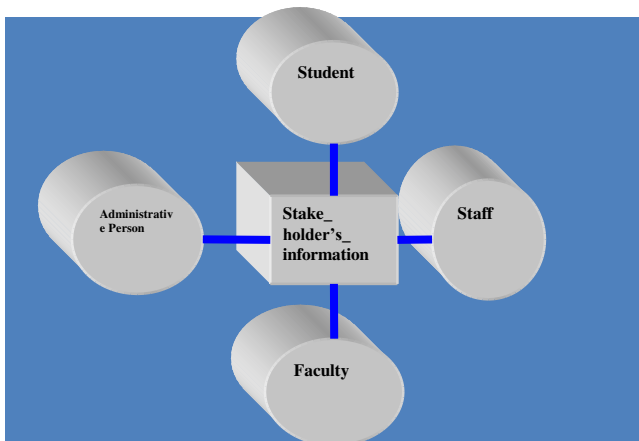 Student
Administrativ
e Person
Stake_
holder’s_
information
Staff
Faculty